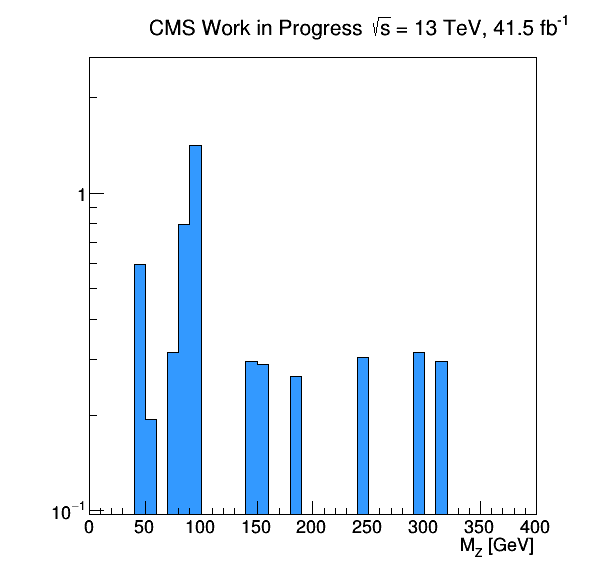 CMS Work in Progress √s = 13 TeV, 41.5 fb⁻¹
1
10⁻¹
0 50 100 150 200 250 300 350 400
M_Z [GeV]